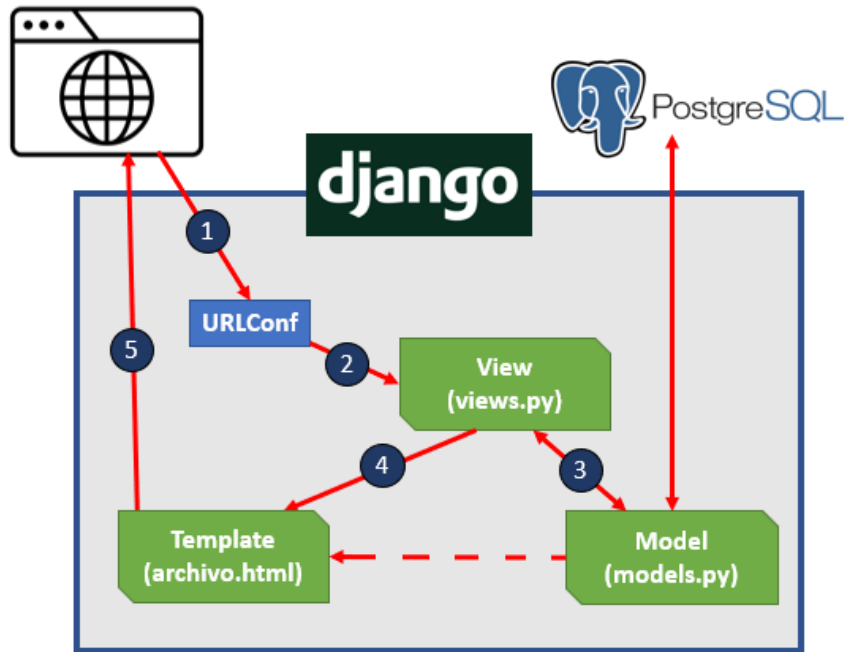 PostgreSQL
django
1
URLConf
2
5
View
(views.py)
4
3
Template
(archivo.html)
Model
(models.py)